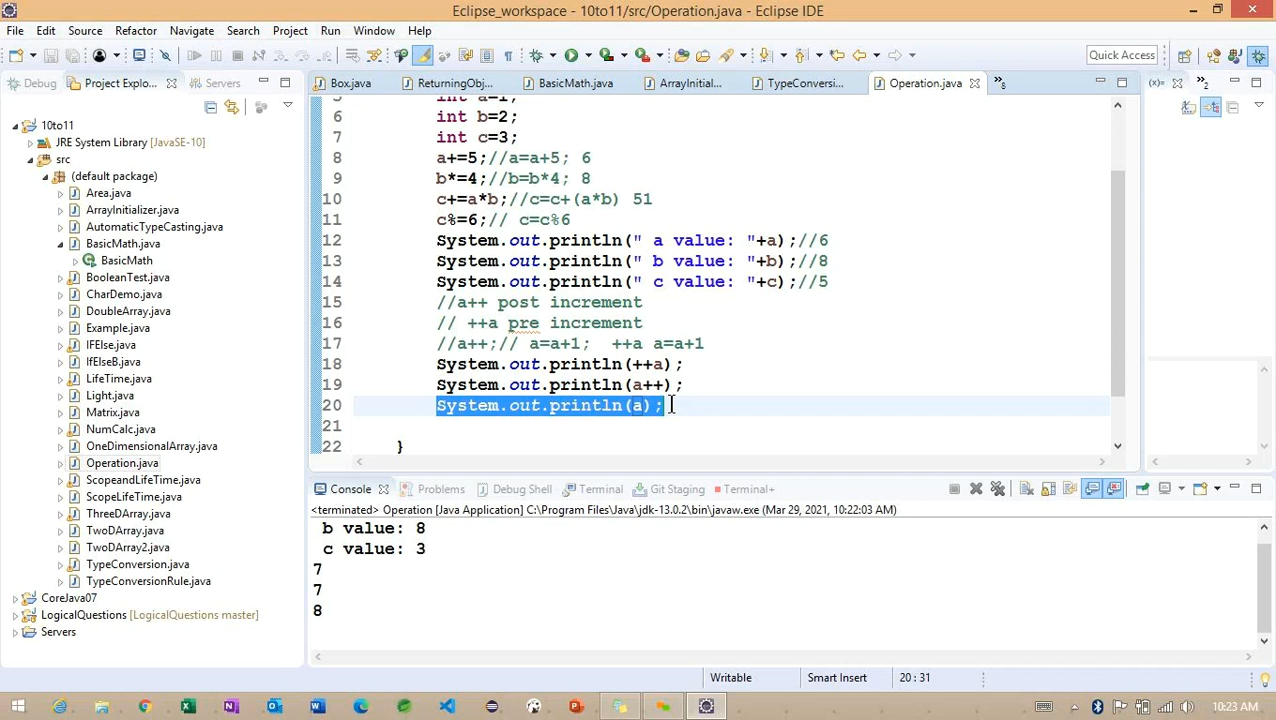 Eclipse_workspace - 10to11/src/Operation.java - Eclipse IDE
File Edit Source Refactor Navigate Search Project Run Window Help
Quick Access
Debug Project Explo... Servers
Box.java ReturningObj... BasicMath.java ArrayInitial... TypeConversi... Operation.java »5
(x)= »2
10to11
JRE System Library [JavaSE-10]
src
(default package)
Area.java
ArrayInitializer.java
AutomaticTypeCasting.java
BasicMath.java
BasicMath
BooleanTest.java
CharDemo.java
DoubleArray.java
Example.java
IFElse.java
IfElseB.java
LifeTime.java
Light.java
Matrix.java
NumCalc.java
OneDimensionalArray.java
Operation.java
ScopeandLifeTime.java
ScopeLifeTime.java
ThreeDArray.java
TwoDArray.java
TwoDArray2.java
TypeConversion.java
TypeConversionRule.java
CoreJava07
LogicalQuestions [LogicalQuestions master]
Servers
5 int a=1;
6 int b=2;
7 int c=3;
8 a+=5;//a=a+5; 6
9 b*=4;//b=b*4; 8
10 c+=a*b;//c=c+(a*b) 51
11 c%=6;// c=c%6
12 System.out.println(" a value: "+a);//6
13 System.out.println(" b value: "+b);//8
14 System.out.println(" c value: "+c);//5
15 //a++ post increment
16 // ++a pre increment
17 //a++;// a=a+1;  ++a a=a+1
18 System.out.println(++a);
19 System.out.println(a++);
20 System.out.println(a);
21
22 }
Console Problems Debug Shell Terminal Git Staging Terminal+
<terminated> Operation [Java Application] C:\Program Files\Java\jdk-13.0.2\bin\javaw.exe (Mar 29, 2021, 10:22:03 AM)
b value: 8
c value: 3
7
7
8
Writable Smart Insert 20 : 31
10:23 AM